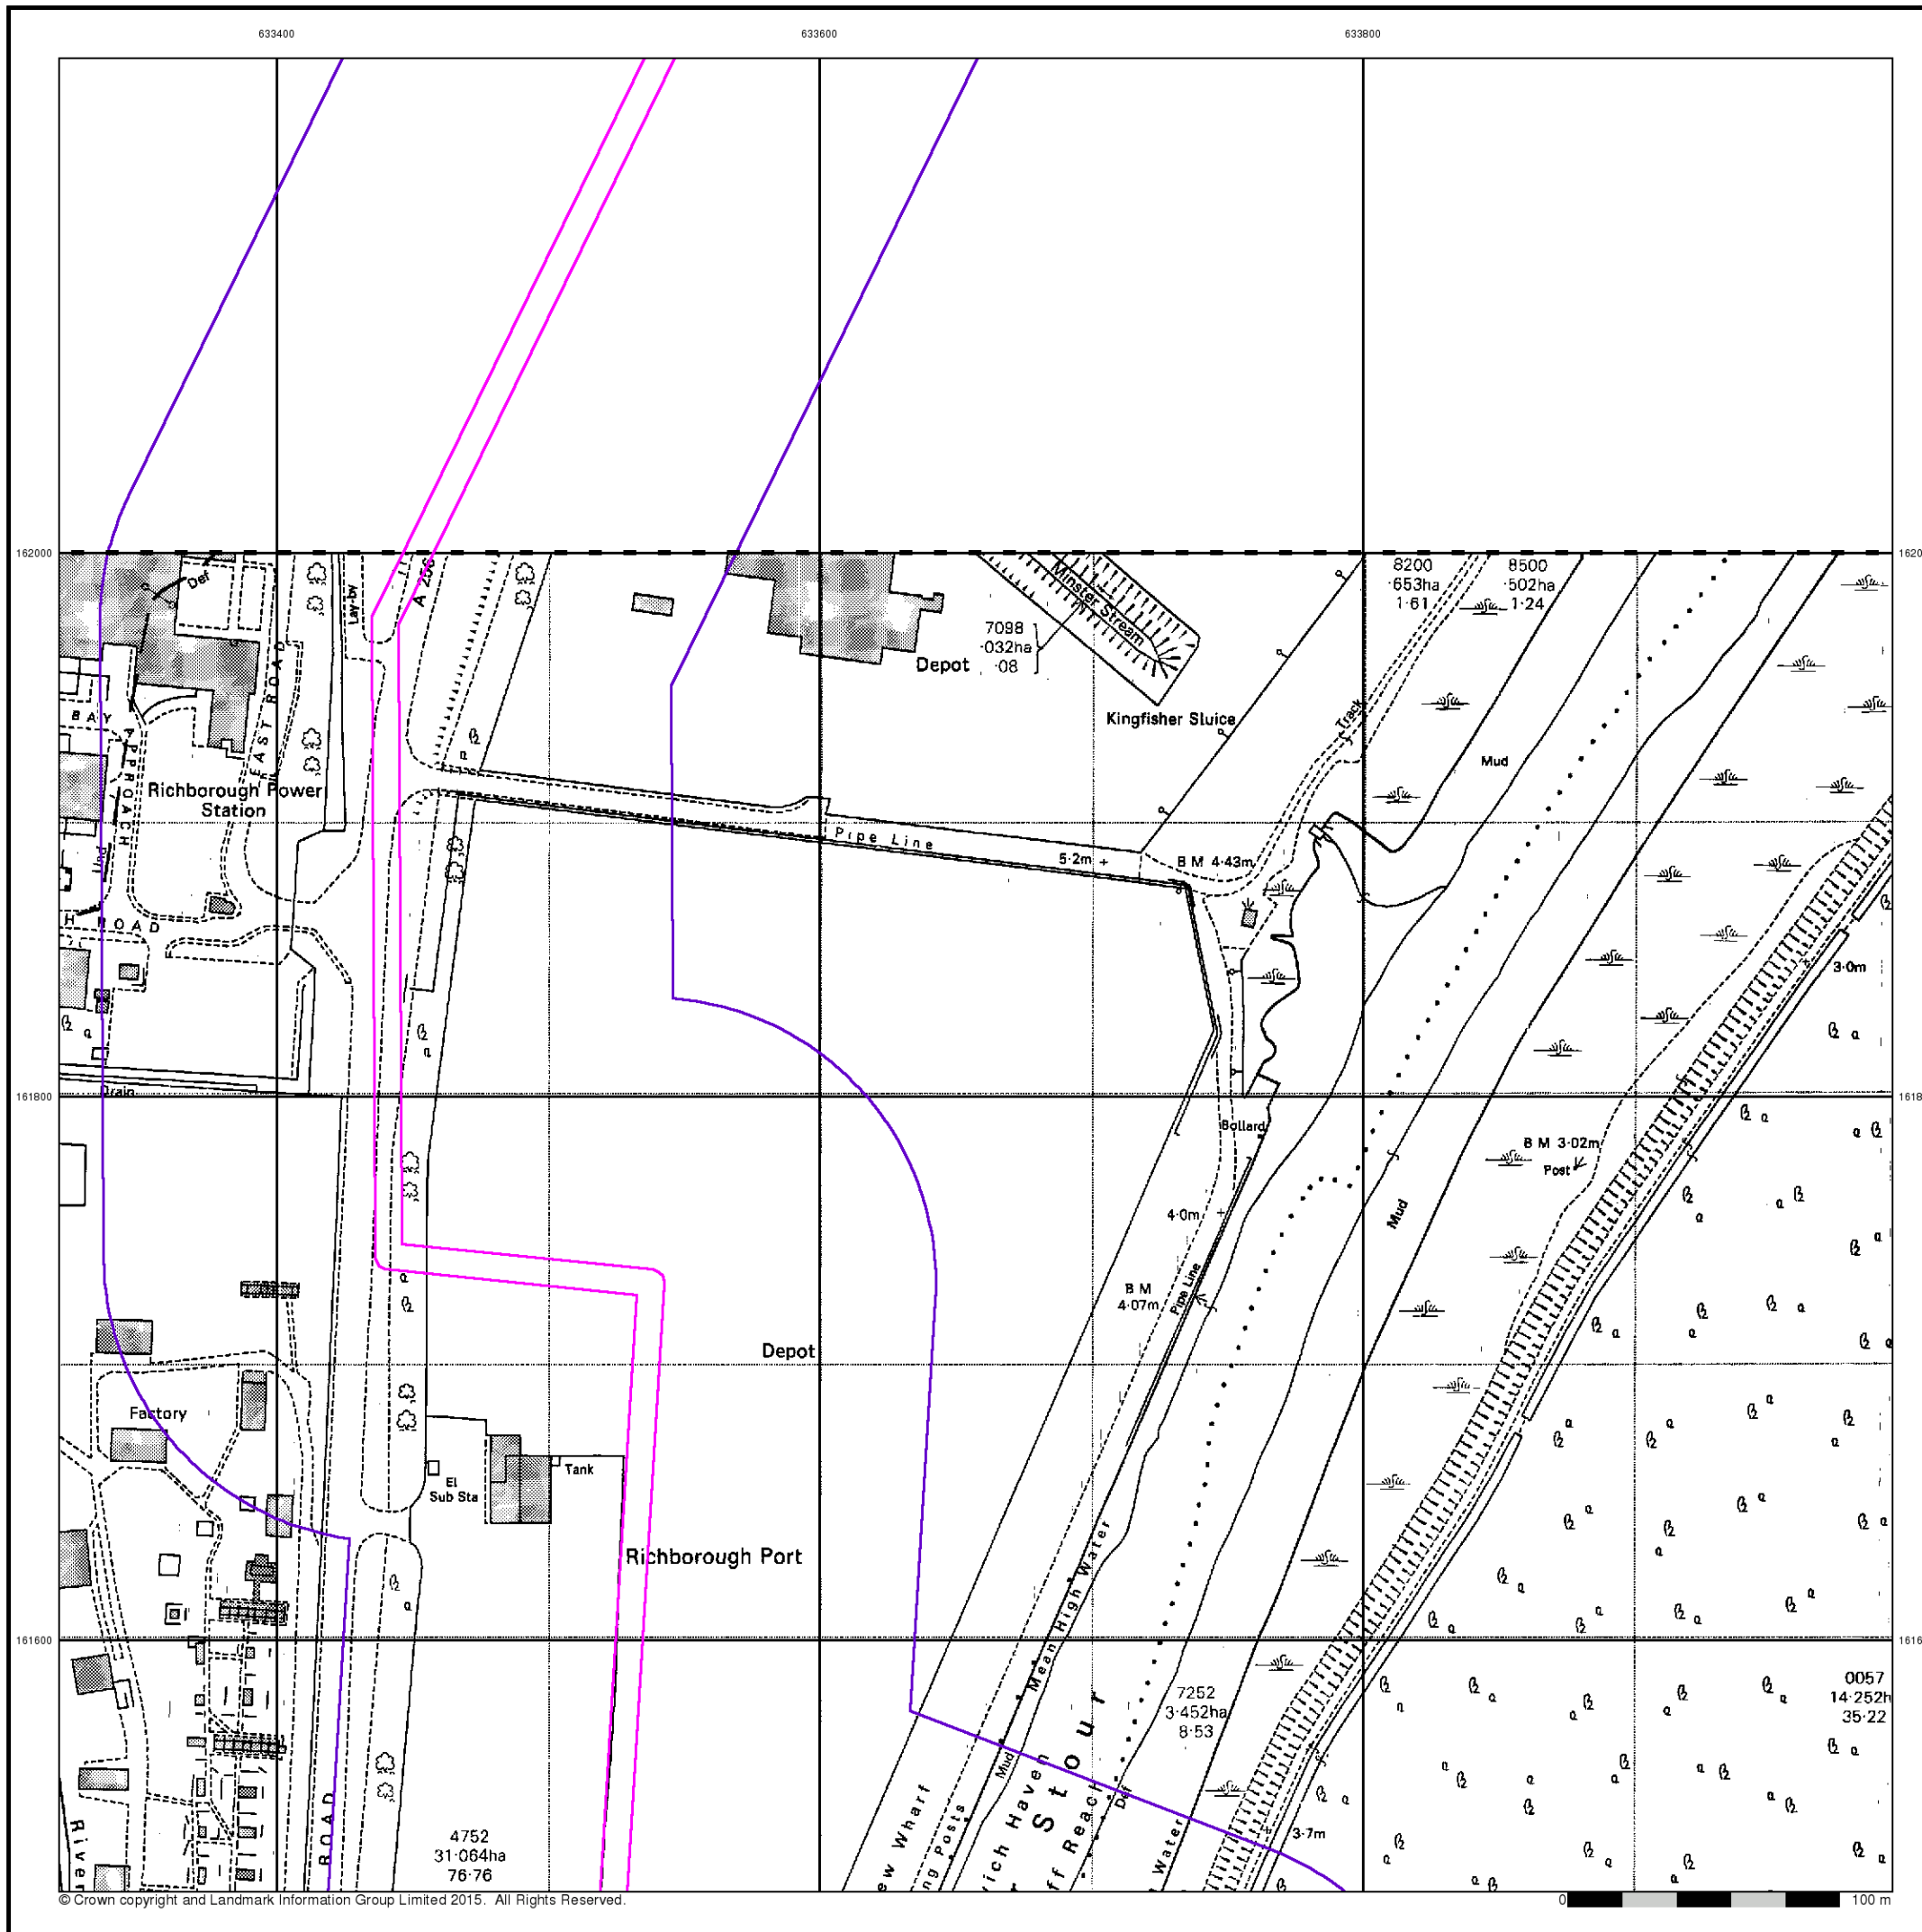 633400
633600
633800
162000
Def
Lay-by
A 256
Minster Stream
8200
·653ha
1·61
8500
·502ha
1·24
7098
·032ha
·08
Depot
EAST ROAD
BAY
APPROACH
Kingfisher Sluice
Track
Mud
Richborough Power
Station
Pipe Line
5·2m +
B M 4·43m
ROAD
3·0m
Drain
161800
Bollard
B M 3·02m
Post
4·0m
Mud
B M
4·07m
Pipe Line
Depot
Factory
El
Sub Sta
Tank
Richborough Port
Mean High Water
161600
7252
3·452ha
8·53
0057
14·252h
35·22
Mud
Stour
Def
3·7m
River
ROAD
4752
31·064ha
76·76
Water
© Crown copyright and Landmark Information Group Limited 2015. All Rights Reserved.
0
100 m